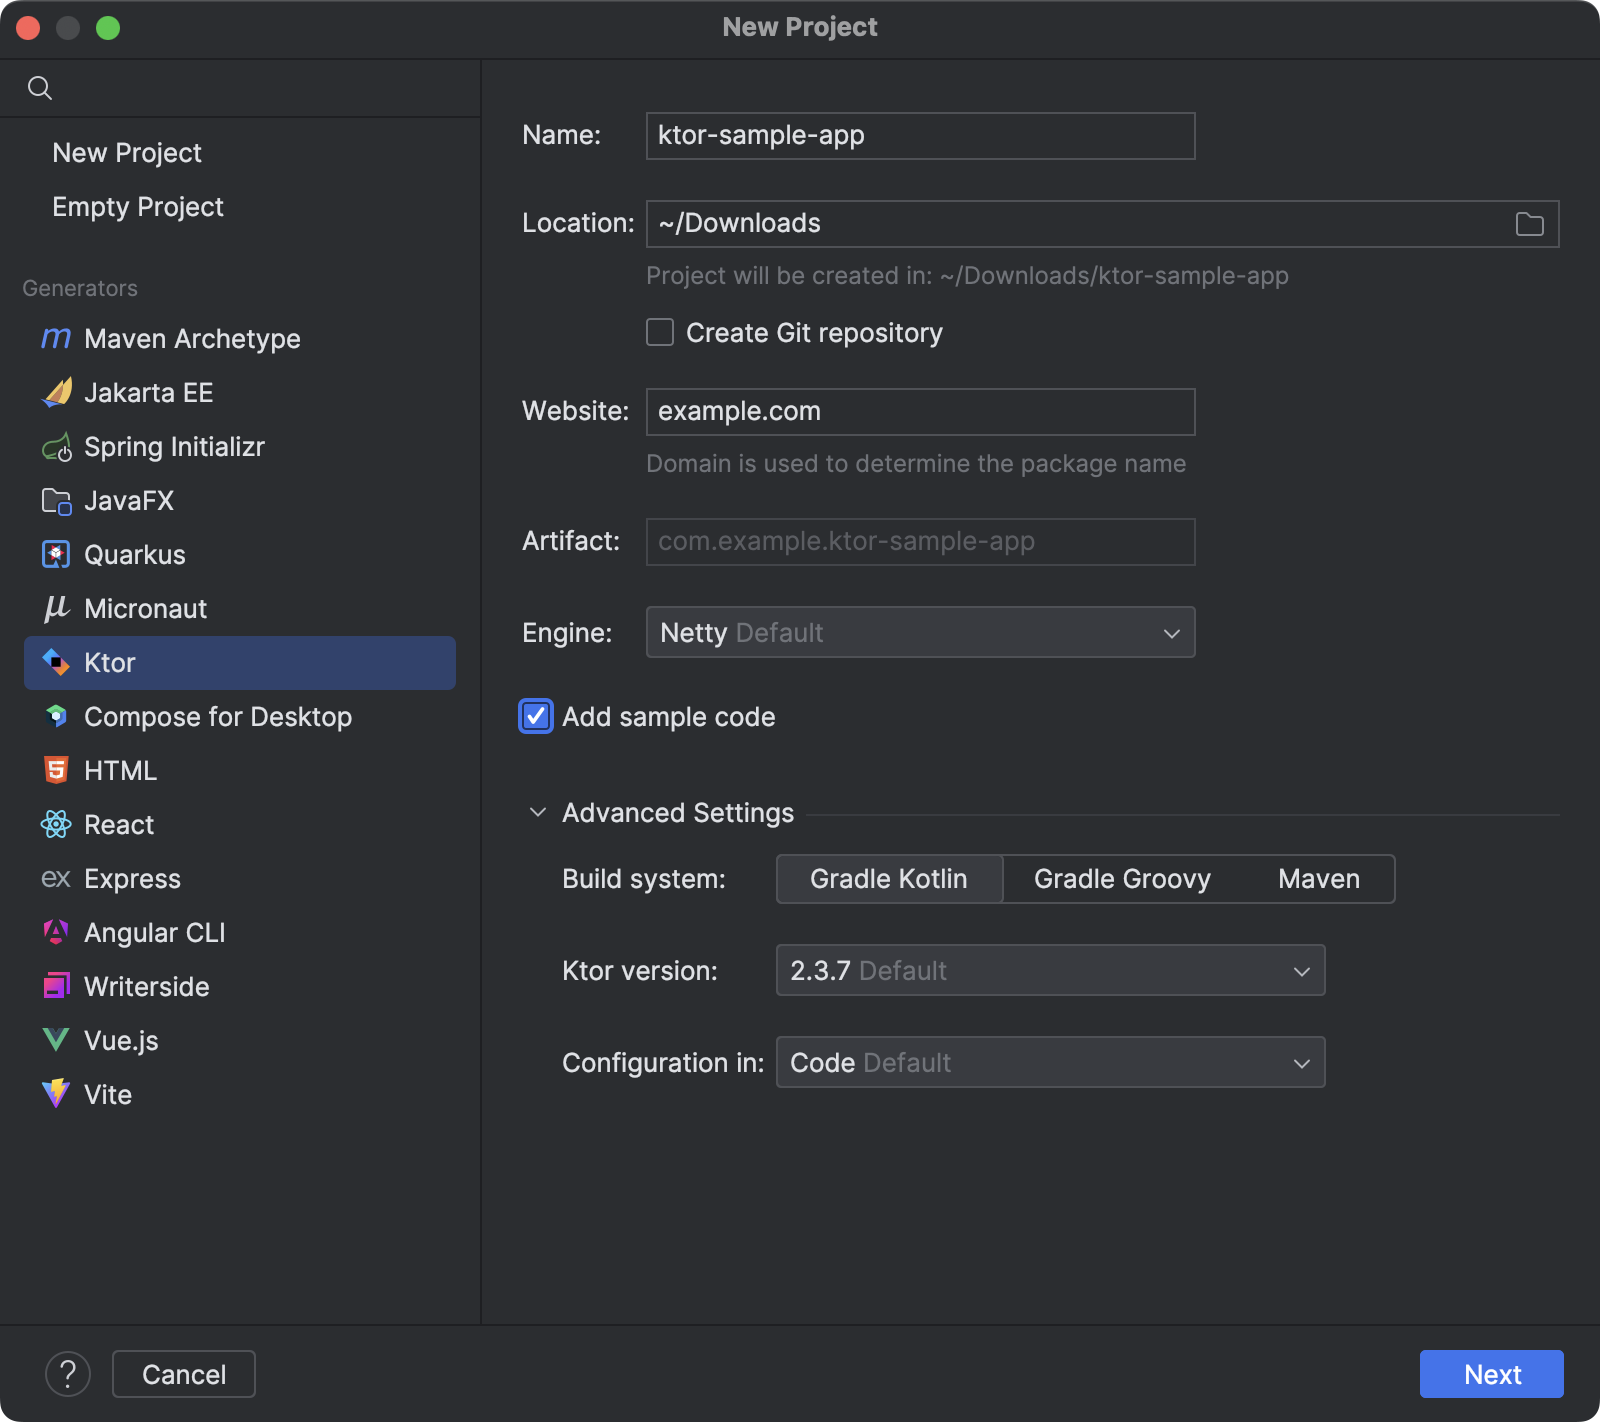 New Project
New Project
Empty Project
Generators
m Maven Archetype
Jakarta EE
Spring Initializr
JavaFX
Quarkus
μ Micronaut
Ktor
Compose for Desktop
5 HTML
React
ex Express
A Angular CLI
Writerside
Vue.js
Vite
Name: ktor-sample-app
Location: ~/Downloads
Project will be created in: ~/Downloads/ktor-sample-app
Create Git repository
Website: example.com
Domain is used to determine the package name
Artifact: com.example.ktor-sample-app
Engine: Netty Default
Add sample code
Advanced Settings
Build system: Gradle Kotlin Gradle Groovy Maven
Ktor version: 2.3.7 Default
Configuration in: Code Default
? Cancel Next